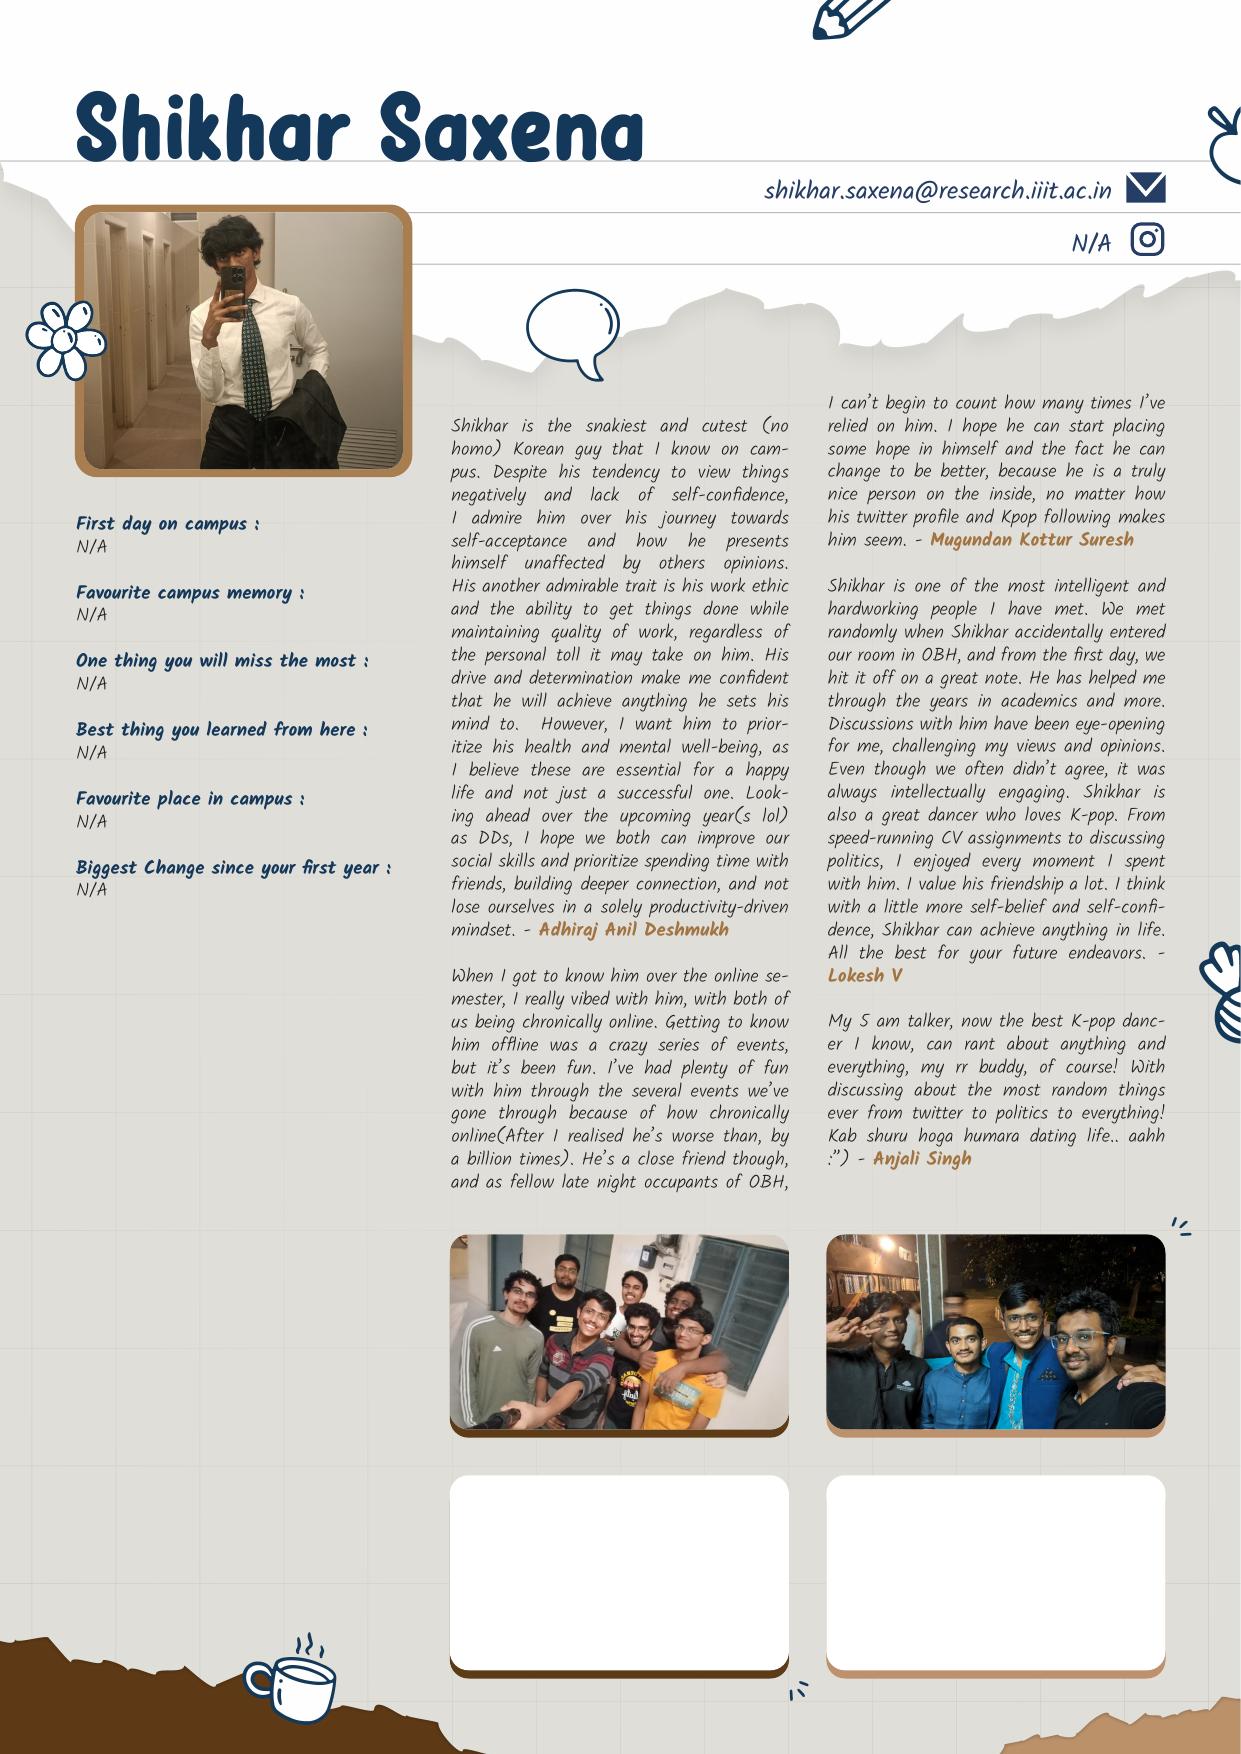 Shikhar Saxena
shikhar.saxena@research.iiit.ac.in
N/A
First day on campus :
N/A
Favourite campus memory :
N/A
One thing you will miss the most :
N/A
Best thing you learned from here :
N/A
Favourite place in campus :
N/A
Biggest Change since your first year :
N/A
Shikhar is the snakiest and cutest (no
homo) Korean guy that I know on cam-
pus. Despite his tendency to view things
negatively and lack of self-confidence,
I admire him over his journey towards
self-acceptance and how he presents
himself unaffected by others opinions.
His another admirable trait is his work ethic
and the ability to get things done while
maintaining quality of work, regardless of
the personal toll it may take on him. His
drive and determination make me confident
that he will achieve anything he sets his
mind to. However, I want him to prior-
itize his health and mental well-being, as
I believe these are essential for a happy
life and not just a successful one. Look-
ing ahead over the upcoming year(s lol)
as DDs, I hope we both can improve our
social skills and prioritize spending time with
friends, building deeper connection, and not
lose ourselves in a solely productivity-driven
mindset. - Adhiraj Anil Deshmukh
When I got to know him over the online se-
mester, I really vibed with him, with both of
us being chronically online. Getting to know
him offline was a crazy series of events,
but it's been fun. I've had plenty of fun
with him through the several events we've
gone through because of how chronically
online(After I realised he's worse than, by
a billion times). He's a close friend though,
and as fellow late night occupants of OBH,
I can't begin to count how many times I've
relied on him. I hope he can start placing
some hope in himself and the fact he can
change to be better, because he is a truly
nice person on the inside, no matter how
his twitter profile and Kpop following makes
him seem. - Mugundan Kottur Suresh
Shikhar is one of the most intelligent and
hardworking people I have met. We met
randomly when Shikhar accidentally entered
our room in OBH, and from the first day, we
hit it off on a great note. He has helped me
through the years in academics and more.
Discussions with him have been eye-opening
for me, challenging my views and opinions.
Even though we often didn't agree, it was
always intellectually engaging. Shikhar is
also a great dancer who loves K-pop. From
speed-running CV assignments to discussing
politics, I enjoyed every moment I spent
with him. I value his friendship a lot. I think
with a little more self-belief and self-confi-
dence, Shikhar can achieve anything in life.
All the best for your future endeavors. -
Lokesh V
My 5 am talker, now the best K-pop danc-
er I know, can rant about anything and
everything, my rr buddy, of course! With
discussing about the most random things
ever from twitter to politics to everything!
Kab shuru hoga humara dating life.. aahh
:") - Anjali Singh